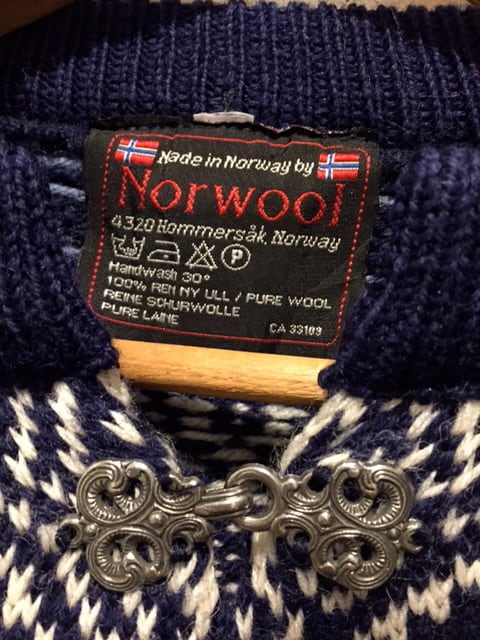 Made in Norway by
Norwool
4320 Hommersåk, Norway
P
Handwash 30°
100% REN NY ULL / PURE WOOL
REINE SCHURWOLLE
PURE LAINE
CA 33189